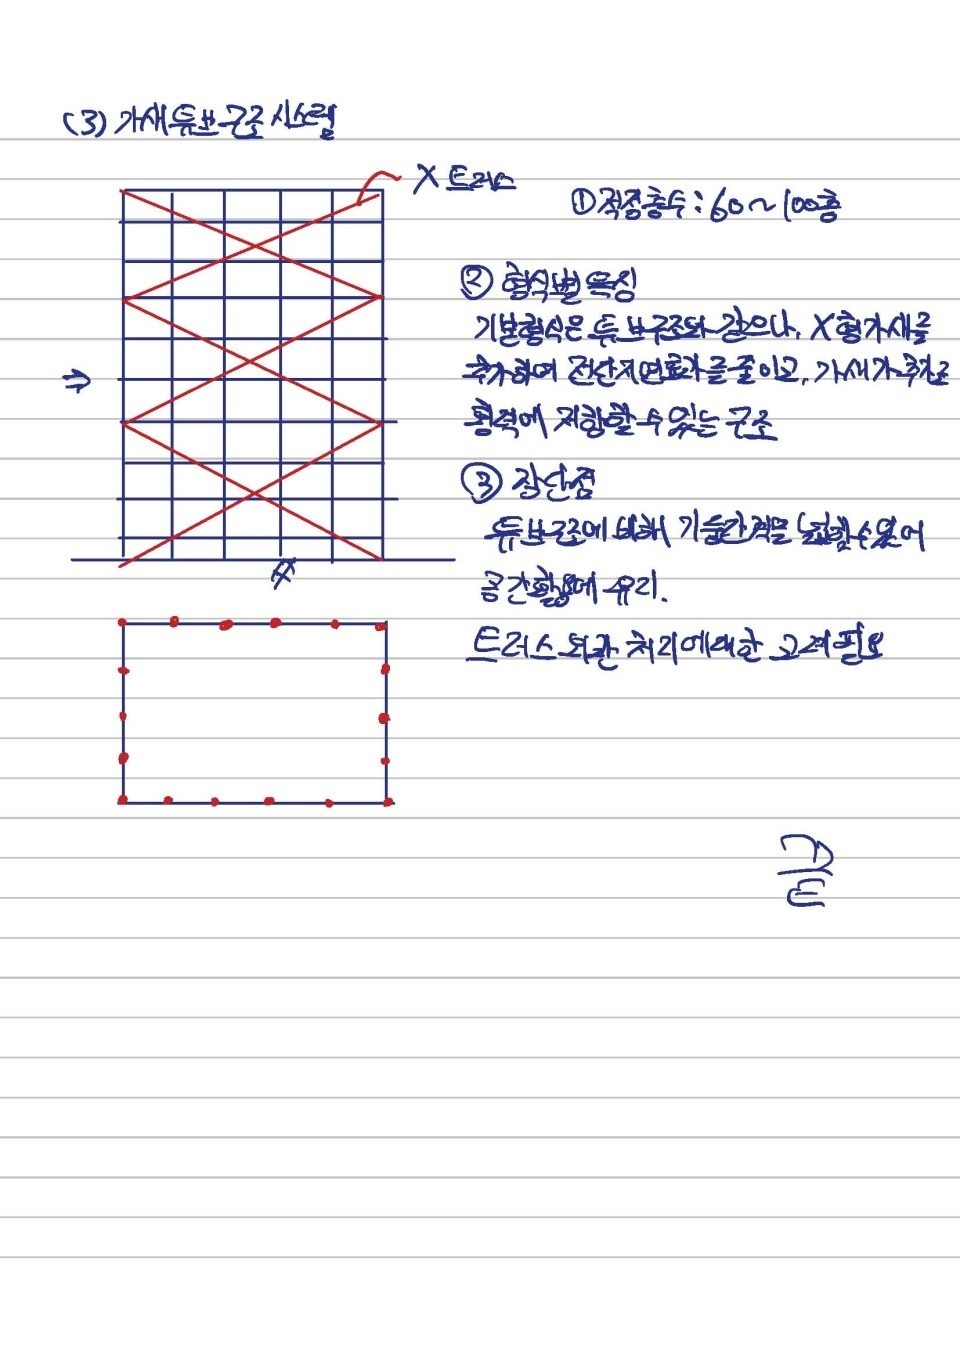 (3) 가새튜브구조시스템
X 트러스
① 적정층수 : 60~100층
② 형식별 특징
기본형식은 튜브구조와 같으나, X형가새를
추가하여 전단지연효과를 줄이고, 가새가 추가로
횡력에 저항할 수 있는 구조
③ 장단점
튜브구조에 비해 기둥간격을 넓힐 수 있어
공간활용에 유리.
트러스 외관 처리에 대한 고려 필요
끝